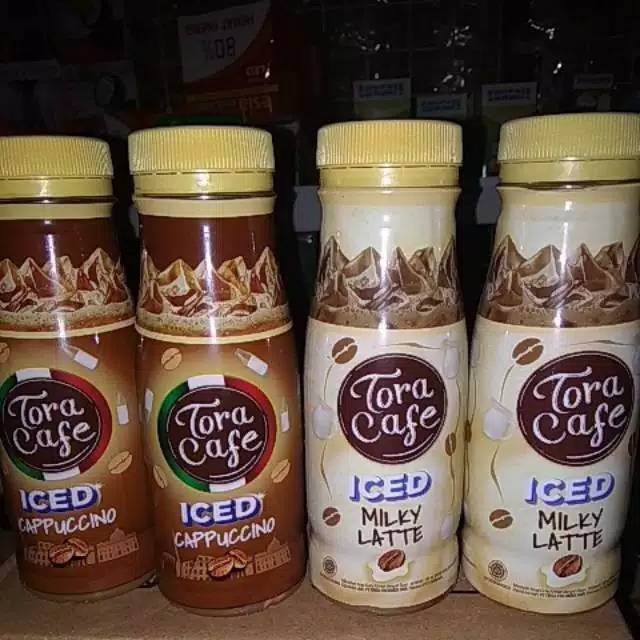 Tora
Cafe
ICED
CAPPUCCINO
Tora
Cafe
ICED
CAPPUCCINO
Tora
Cafe
ICED
MILKY
LATTE
Tora
Cafe
ICED
MILKY
LATTE